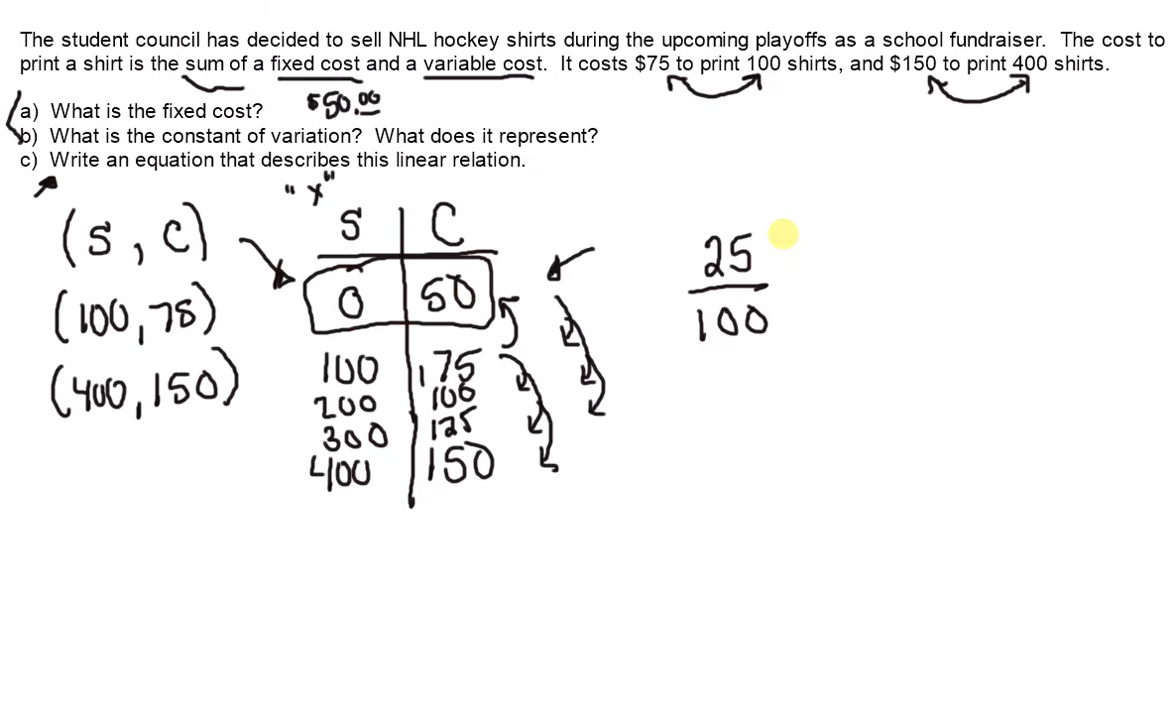 The student council has decided to sell NHL hockey shirts during the upcoming playoffs as a school fundraiser. The cost to
print a shirt is the sum of a fixed cost and a variable cost. It costs $75 to print 100 shirts, and $150 to print 400 shirts.
a) What is the fixed cost? $50.00
b) What is the constant of variation? What does it represent?
c) Write an equation that describes this linear relation.
"x"
(S, C) S C
(100, 75) 0 50
(400, 150) 100 75
200 100
300 125
400 150
25
100